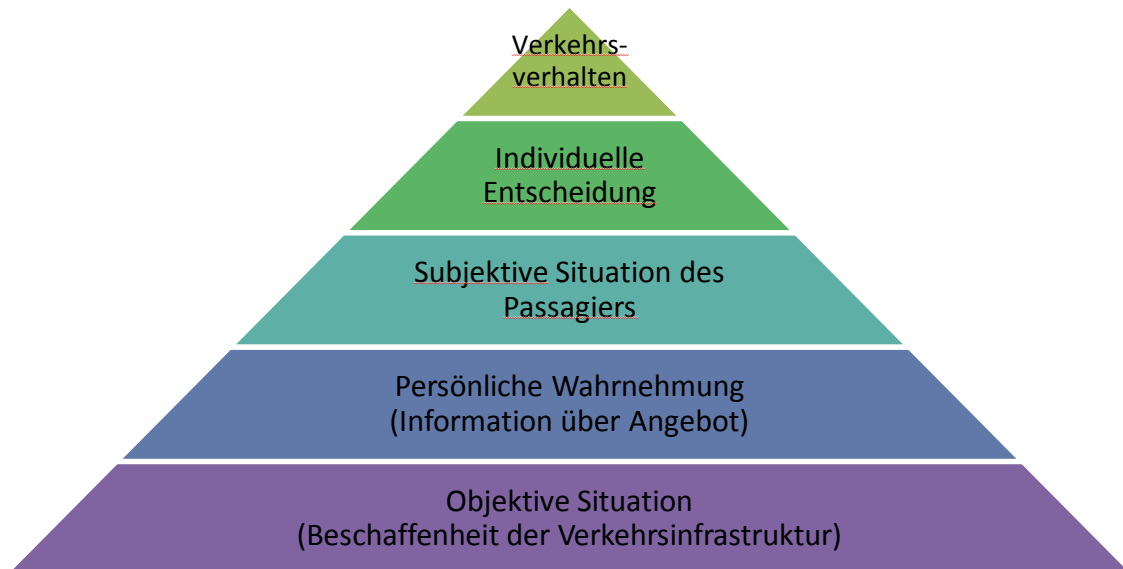 Verkehrs-
verhalten
Individuelle
Entscheidung
Subjektive Situation des
Passagiers
Persönliche Wahrnehmung
(Information über Angebot)
Objektive Situation
(Beschaffenheit der Verkehrsinfrastruktur)